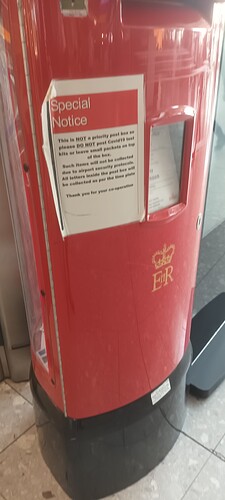 Special
Notice
This is NOT a priority post box so
please DO NOT post Covid19 test
kits or leave small packets on top
of the box.
Such items will not be collected
due to airport security protocols.
All letters inside the post box will
be collected as per the time plate
Thank you for your co-operation
E II R